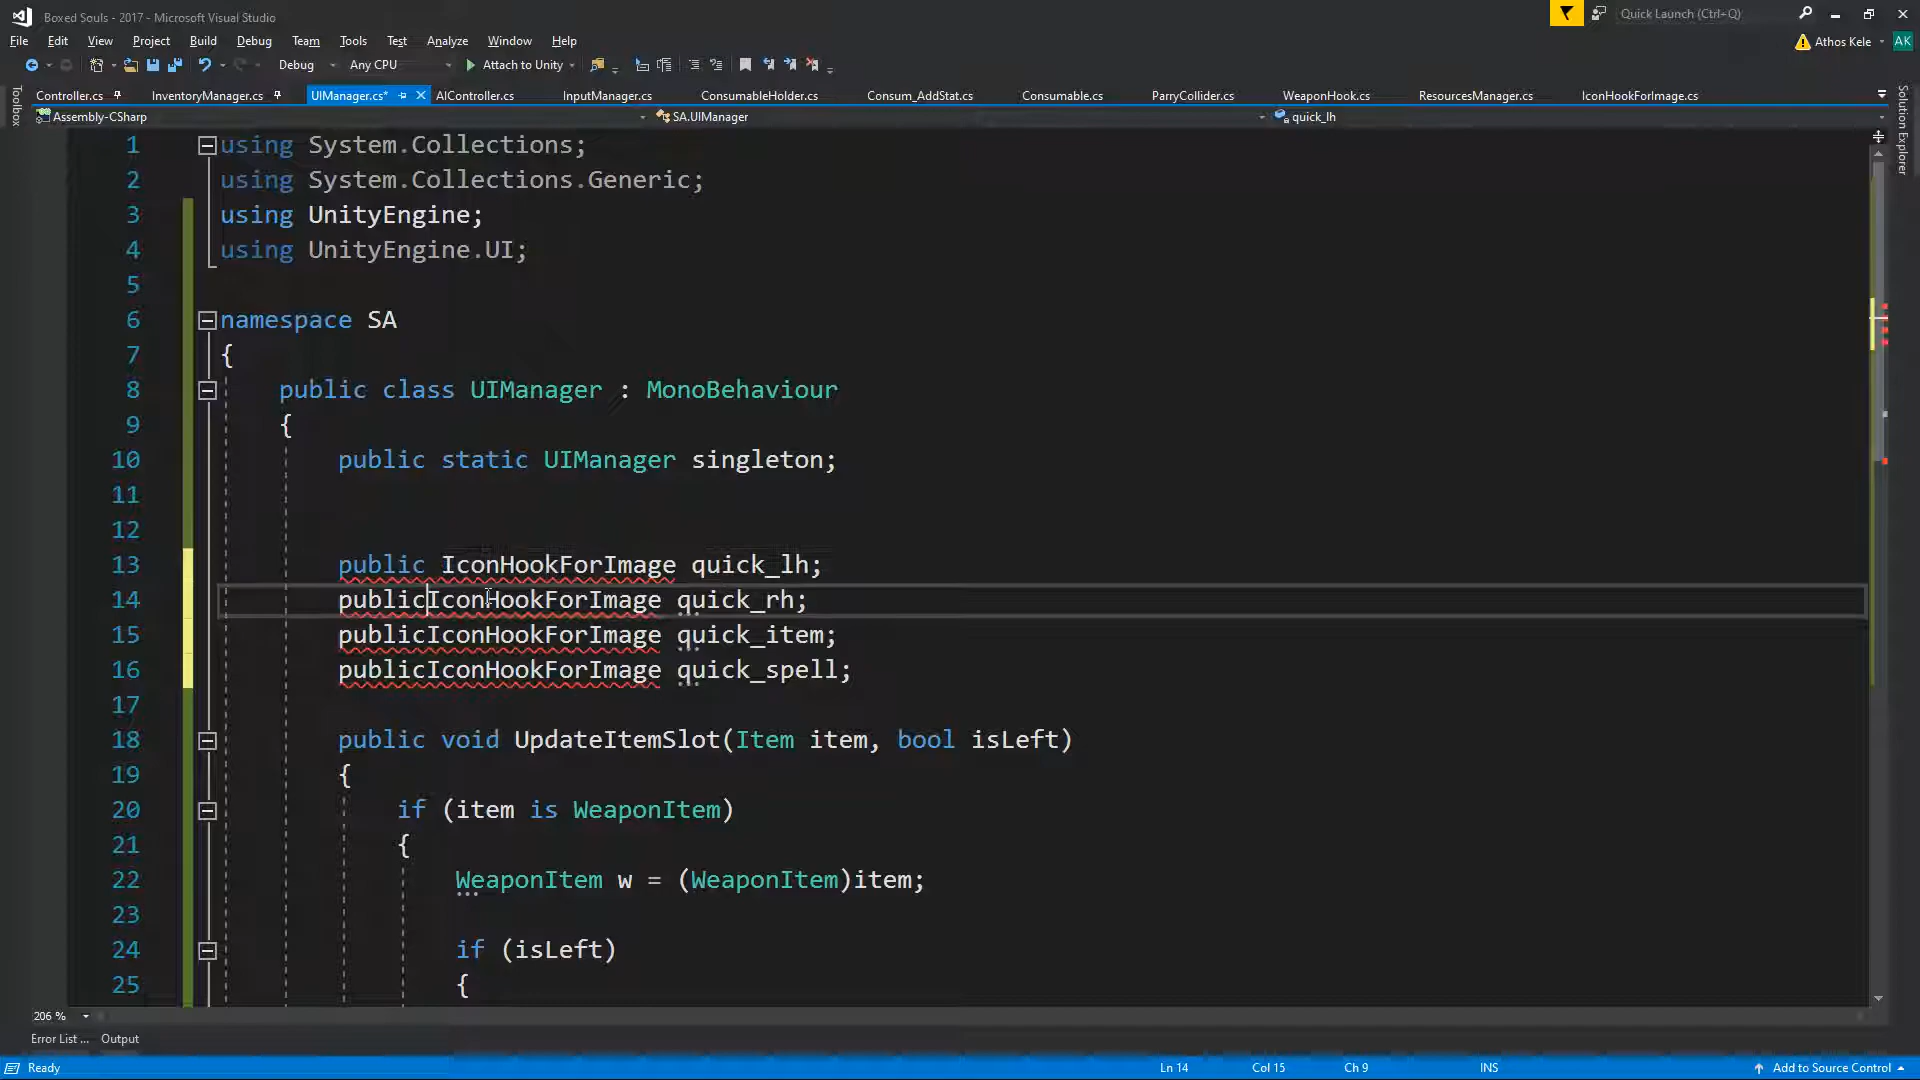 Boxed Souls - 2017 - Microsoft Visual Studio
Quick Launch (Ctrl+Q)
File Edit View Project Build Debug Team Tools Test Analyze Window Help
Athos Kele AK
Debug Any CPU Attach to Unity
Toolbox
Controller.cs InventoryManager.cs UIManager.cs* AIController.cs InputManager.cs ConsumableHolder.cs Consum_AddStat.cs Consumable.cs ParryCollider.cs WeaponHook.cs ResourcesManager.cs IconHookForImage.cs
Solution Explorer
Assembly-CSharp SA.UIManager quick_lh
1 using System.Collections;
2 using System.Collections.Generic;
3 using UnityEngine;
4 using UnityEngine.UI;
5
6 namespace SA
7 {
8 public class UIManager : MonoBehaviour
9 {
10 public static UIManager singleton;
11
12
13 public IconHookForImage quick_lh;
14 publicIconHookForImage quick_rh;
15 publicIconHookForImage quick_item;
16 publicIconHookForImage quick_spell;
17
18 public void UpdateItemSlot(Item item, bool isLeft)
19 {
20 if (item is WeaponItem)
21 {
22 WeaponItem w = (WeaponItem)item;
23
24 if (isLeft)
25 {
206 %
Error List ... Output
Ready Ln 14 Col 15 Ch 9 INS Add to Source Control